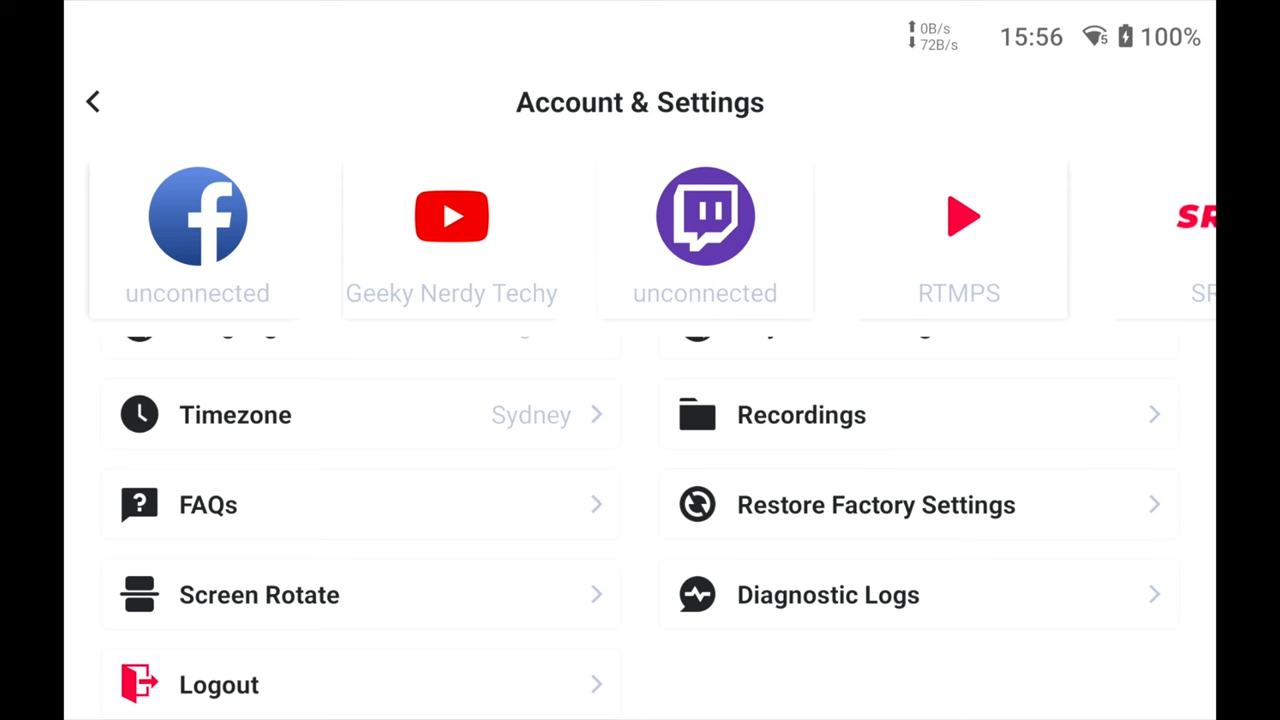 0B/s
72B/s
15:56
5
100%
Account & Settings
unconnected
Geeky Nerdy Techy
unconnected
RTMPS
Timezone
Sydney
Recordings
FAQs
Restore Factory Settings
Screen Rotate
Diagnostic Logs
Logout